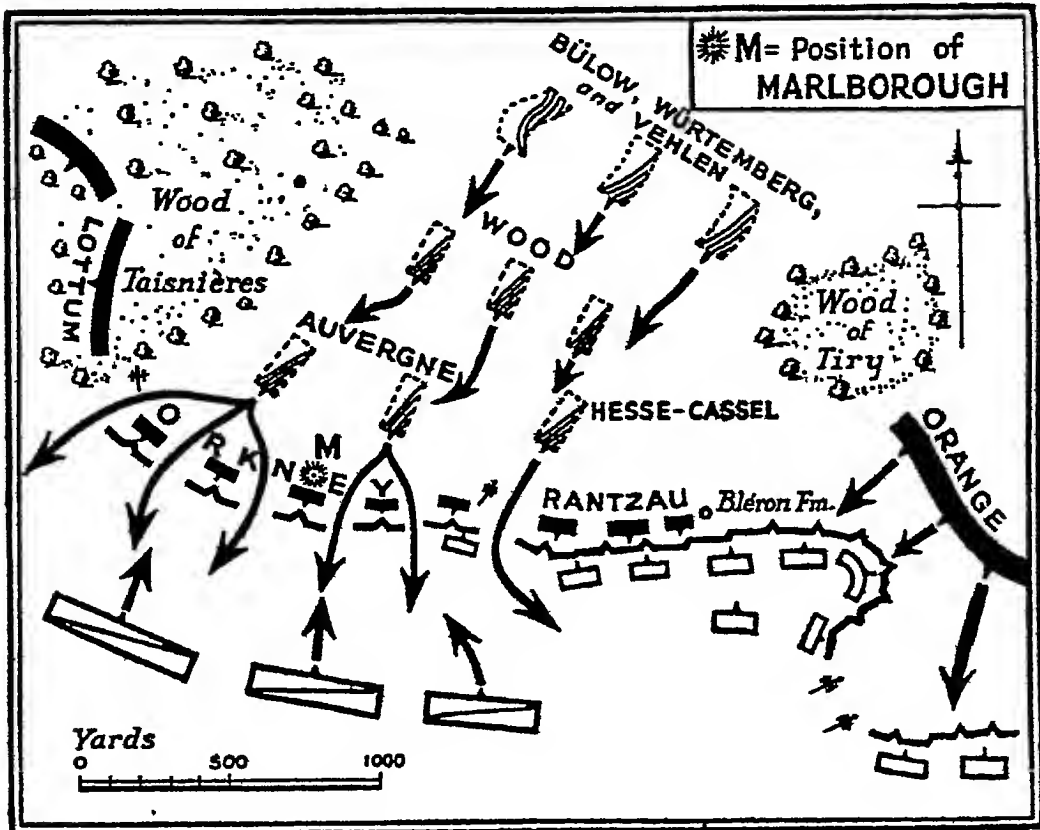 M= Position of
MARLBOROUGH
BÜLOW, WÜRTEMBERG,
and VEHLEN
Wood
of
Taisnières
LOTTUM
WOOD
AUVERGNE
Wood
of
Tiry
HESSE-CASSEL
ORKNEY
M
RANTZAU
Bléron Fm.
ORANGE
Yards
0 500 1000